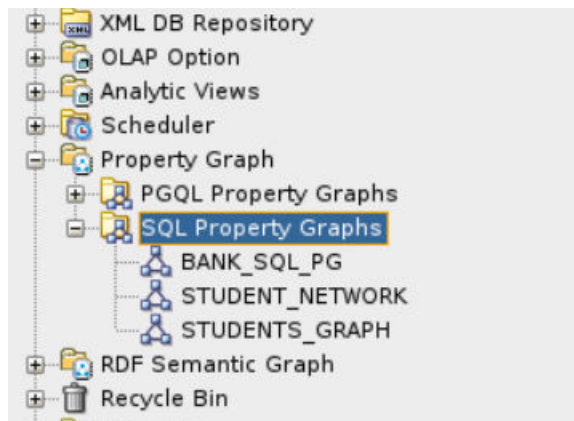 XML DB Repository
OLAP Option
Analytic Views
Scheduler
Property Graph
PGQL Property Graphs
SQL Property Graphs
BANK_SQL_PG
STUDENT_NETWORK
STUDENTS_GRAPH
RDF Semantic Graph
Recycle Bin